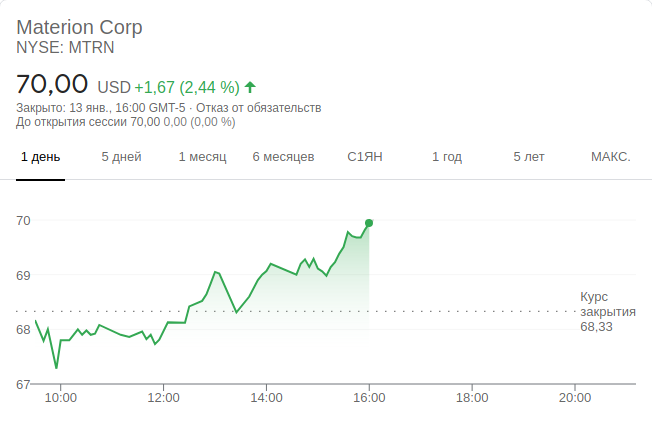 Materion Corp
NYSE: MTRN
70,00 USD +1,67 (2,44 %)
Закрыто: 13 янв., 16:00 GMT-5 · Отказ от обязательств
До открытия сессии 70,00 0,00 (0,00 %)
1 день 5 дней 1 месяц 6 месяцев С1ЯН 1 год 5 лет МАКС.
70
69
Курс
закрытия
68,33
68
67
10:00 12:00 14:00 16:00 18:00 20:00